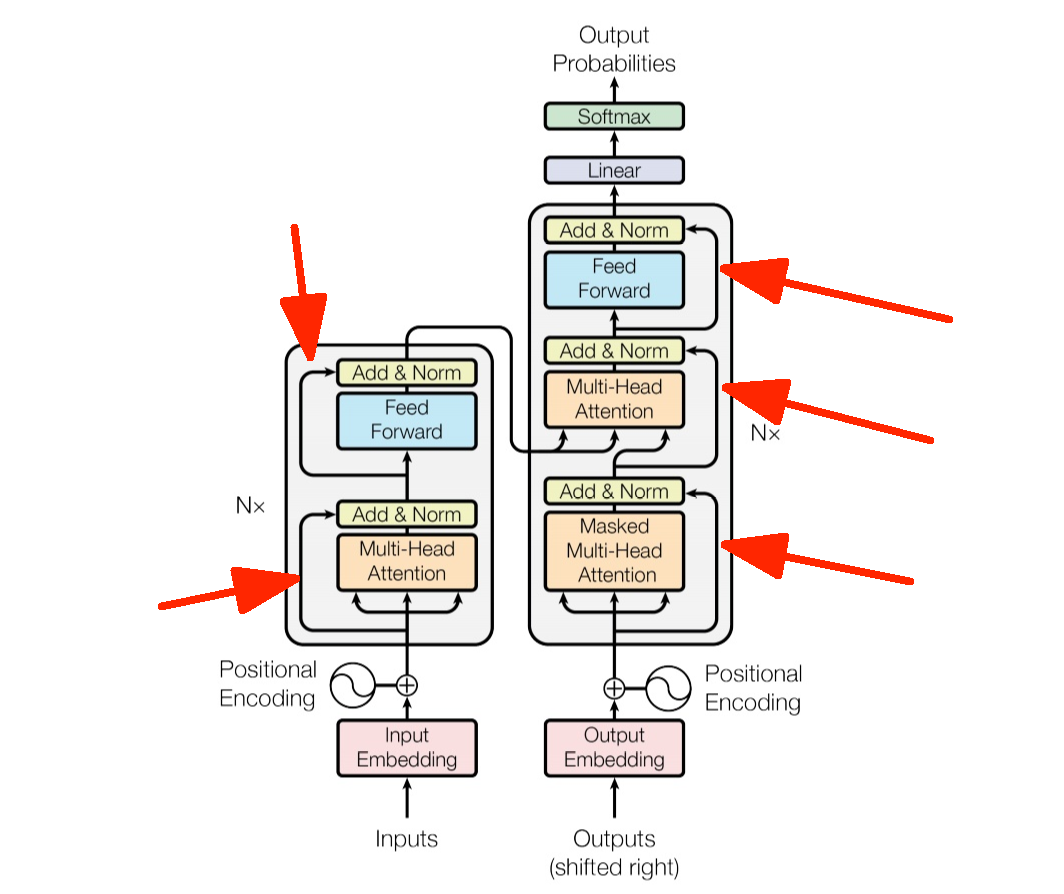 Output
Probabilities
Softmax
Linear
Add & Norm
Feed
Forward
Add & Norm
Multi-Head
Attention
N×
Add & Norm
Masked
Multi-Head
Attention
Add & Norm
Feed
Forward
N×
Add & Norm
Multi-Head
Attention
Positional
Encoding
Positional
Encoding
Input
Embedding
Output
Embedding
Inputs
Outputs
(shifted right)